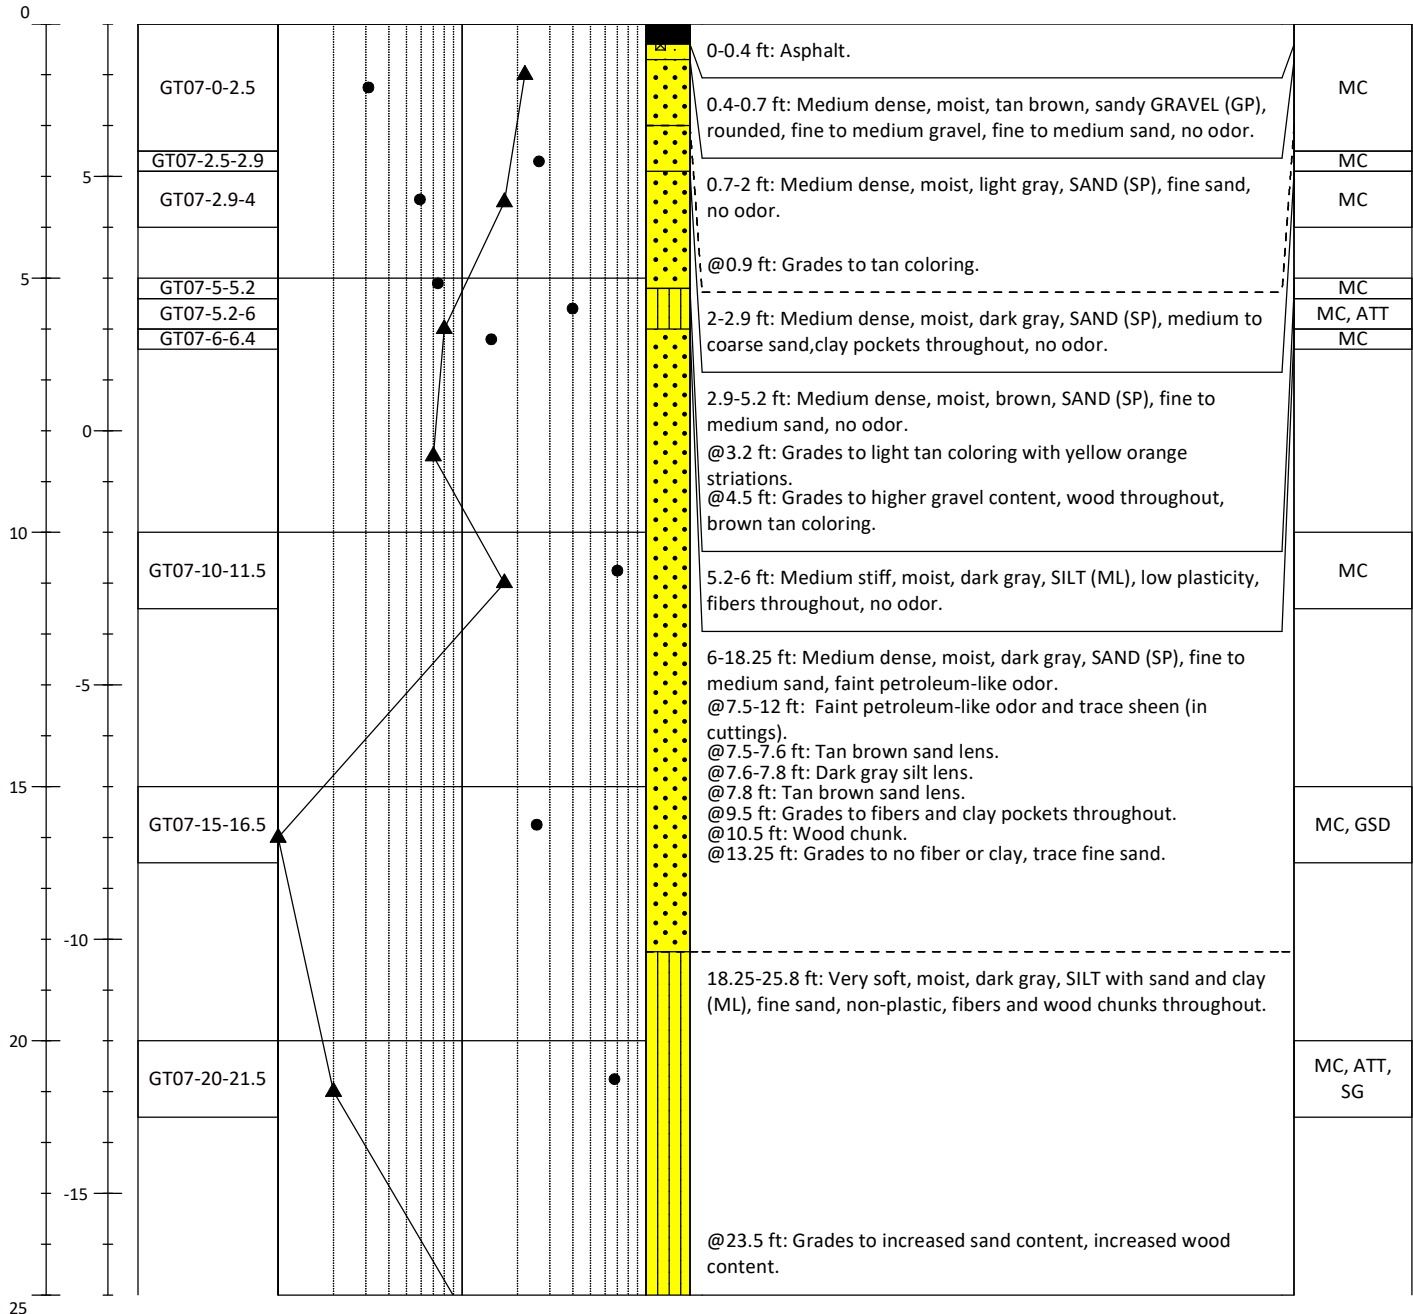 0
0-0.4 ft: Asphalt.
GT07-0-2.5
MC
0.4-0.7 ft: Medium dense, moist, tan brown, sandy GRAVEL (GP),
rounded, fine to medium gravel, fine to medium sand, no odor.
GT07-2.5-2.9
MC
5
GT07-2.9-4
MC
0.7-2 ft: Medium dense, moist, light gray, SAND (SP), fine sand,
no odor.
@0.9 ft: Grades to tan coloring.
5
GT07-5-5.2
MC
GT07-5.2-6
MC, ATT
GT07-6-6.4
MC
2-2.9 ft: Medium dense, moist, dark gray, SAND (SP), medium to
coarse sand,clay pockets throughout, no odor.
2.9-5.2 ft: Medium dense, moist, brown, SAND (SP), fine to
medium sand, no odor.
0
@3.2 ft: Grades to light tan coloring with yellow orange
striations.
@4.5 ft: Grades to higher gravel content, wood throughout,
brown tan coloring.
10
GT07-10-11.5
MC
5.2-6 ft: Medium stiff, moist, dark gray, SILT (ML), low plasticity,
fibers throughout, no odor.
6-18.25 ft: Medium dense, moist, dark gray, SAND (SP), fine to
medium sand, faint petroleum-like odor.
-5
@7.5-12 ft:  Faint petroleum-like odor and trace sheen (in
cuttings).
@7.5-7.6 ft: Tan brown sand lens.
@7.6-7.8 ft: Dark gray silt lens.
@7.8 ft: Tan brown sand lens.
@9.5 ft: Grades to fibers and clay pockets throughout.
@10.5 ft: Wood chunk.
@13.25 ft: Grades to no fiber or clay, trace fine sand.
15
GT07-15-16.5
MC, GSD
-10
18.25-25.8 ft: Very soft, moist, dark gray, SILT with sand and clay
(ML), fine sand, non-plastic, fibers and wood chunks throughout.
20
GT07-20-21.5
MC, ATT,
SG
-15
@23.5 ft: Grades to increased sand content, increased wood
content.
25